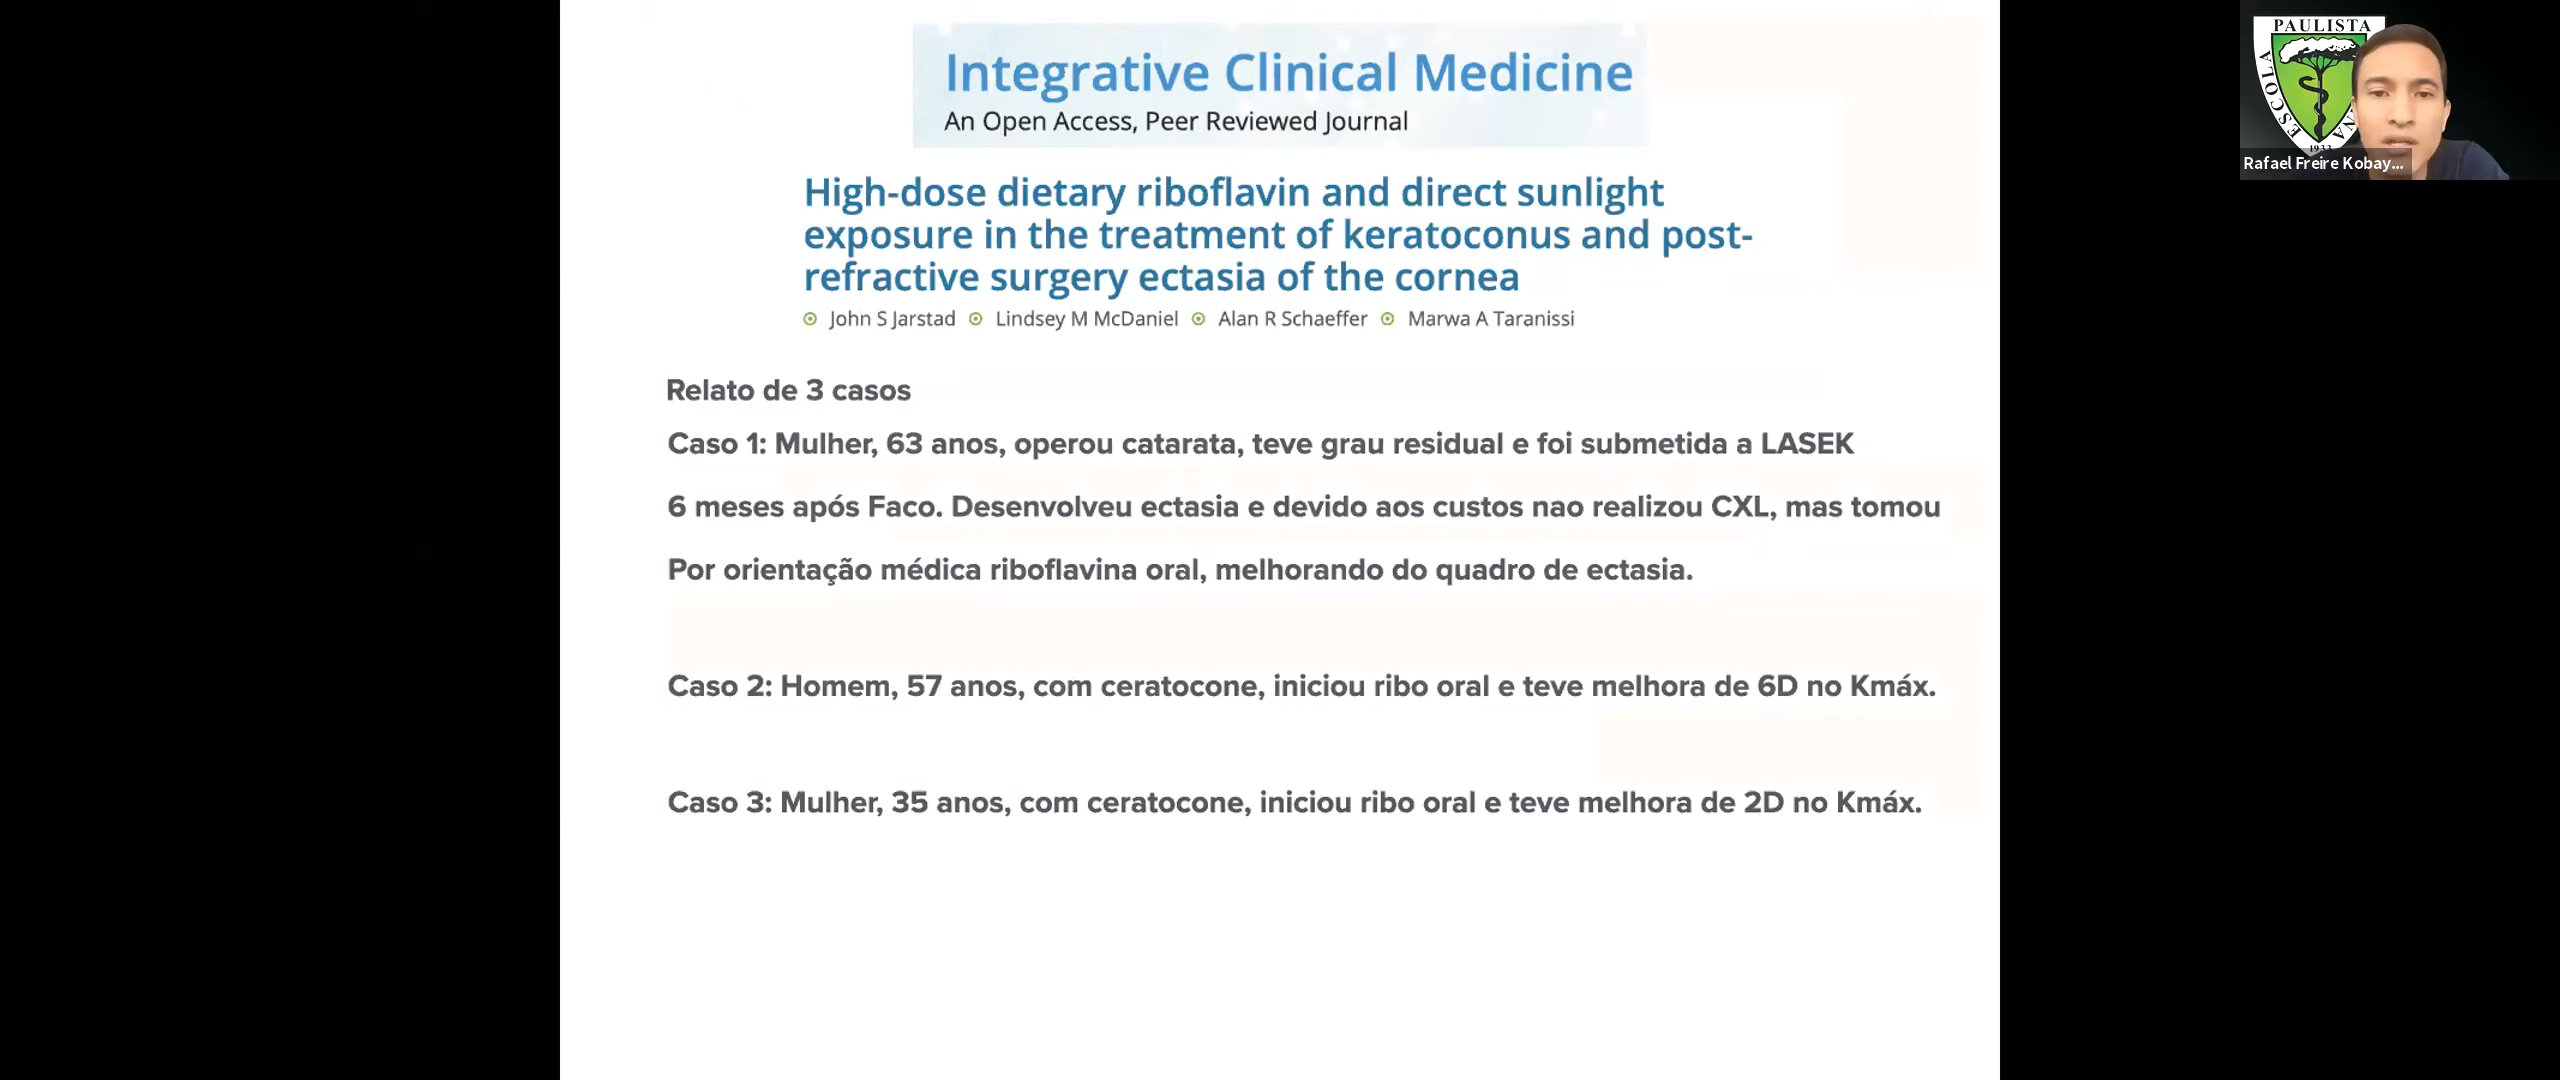 Integrative Clinical Medicine
An Open Access, Peer Reviewed Journal
High-dose dietary riboflavin and direct sunlight
exposure in the treatment of keratoconus and post-
refractive surgery ectasia of the cornea
John S Jarstad Lindsey M McDaniel Alan R Schaeffer Marwa A Taranissi
Relato de 3 casos
Caso 1: Mulher, 63 anos, operou catarata, teve grau residual e foi submetida a LASEK
6 meses após Faco. Desenvolveu ectasia e devido aos custos nao realizou CXL, mas tomou
Por orientação médica riboflavina oral, melhorando do quadro de ectasia.
Caso 2: Homem, 57 anos, com ceratocone, iniciou ribo oral e teve melhora de 6D no Kmáx.
Caso 3: Mulher, 35 anos, com ceratocone, iniciou ribo oral e teve melhora de 2D no Kmáx.
PAULISTA
ESCOLA
1933
Rafael Freire Kobay...